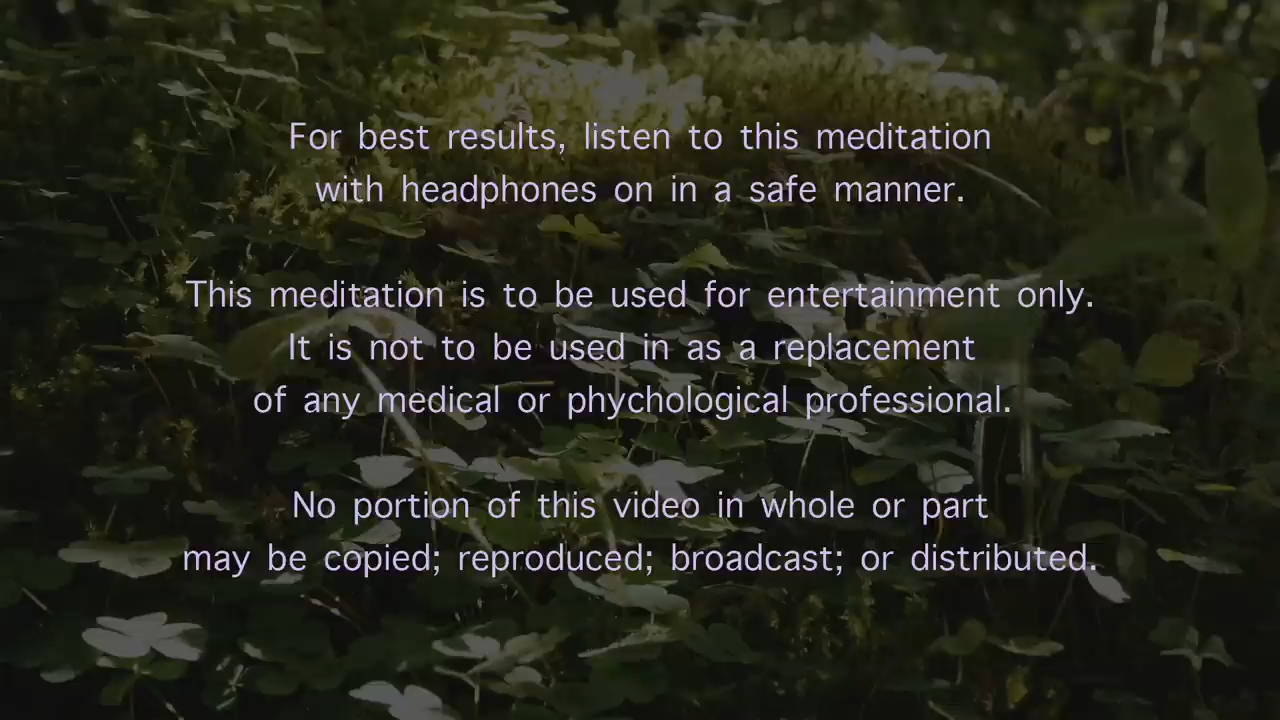 For best results, listen to this meditation
with headphones on in a safe manner.
This meditation is to be used for entertainment only.
It is not to be used in as a replacement
of any medical or phychological professional.
No portion of this video in whole or part
may be copied; reproduced; broadcast; or distributed.